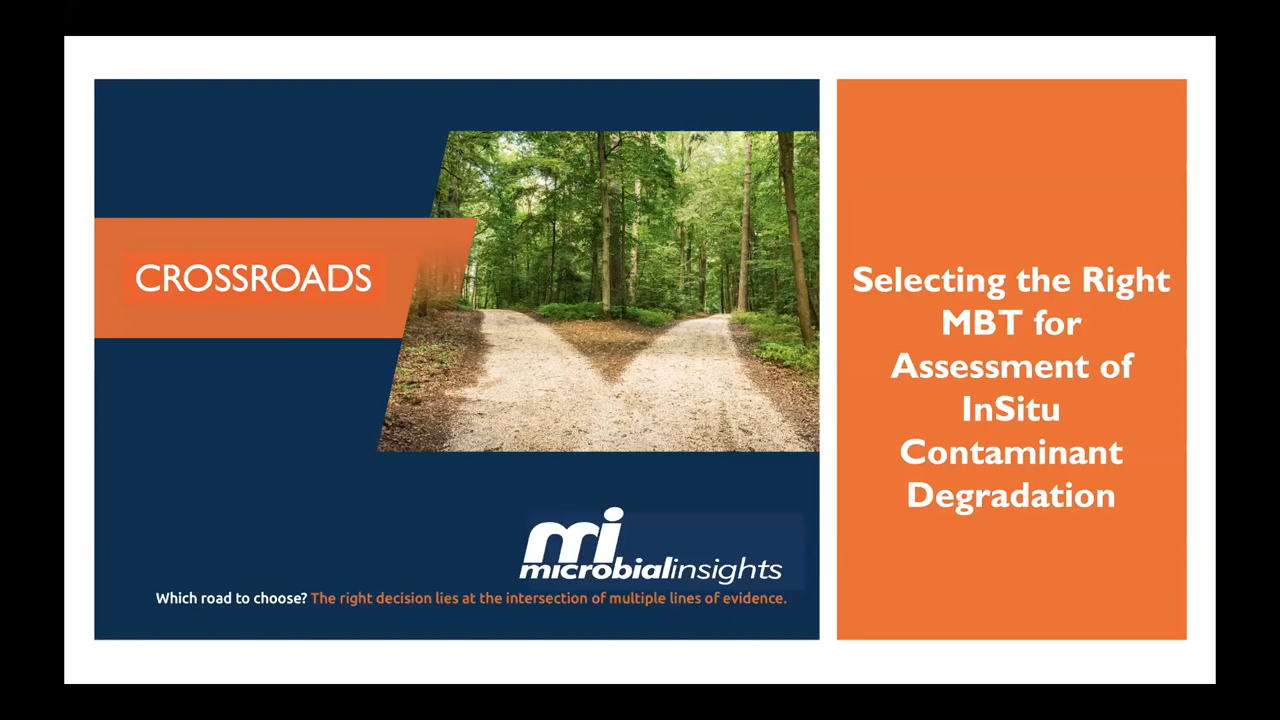 CROSSROADS
mi
microbialinsights
Which road to choose? The right decision lies at the intersection of multiple lines of evidence.
Selecting the Right
MBT for
Assessment of
InSitu
Contaminant
Degradation